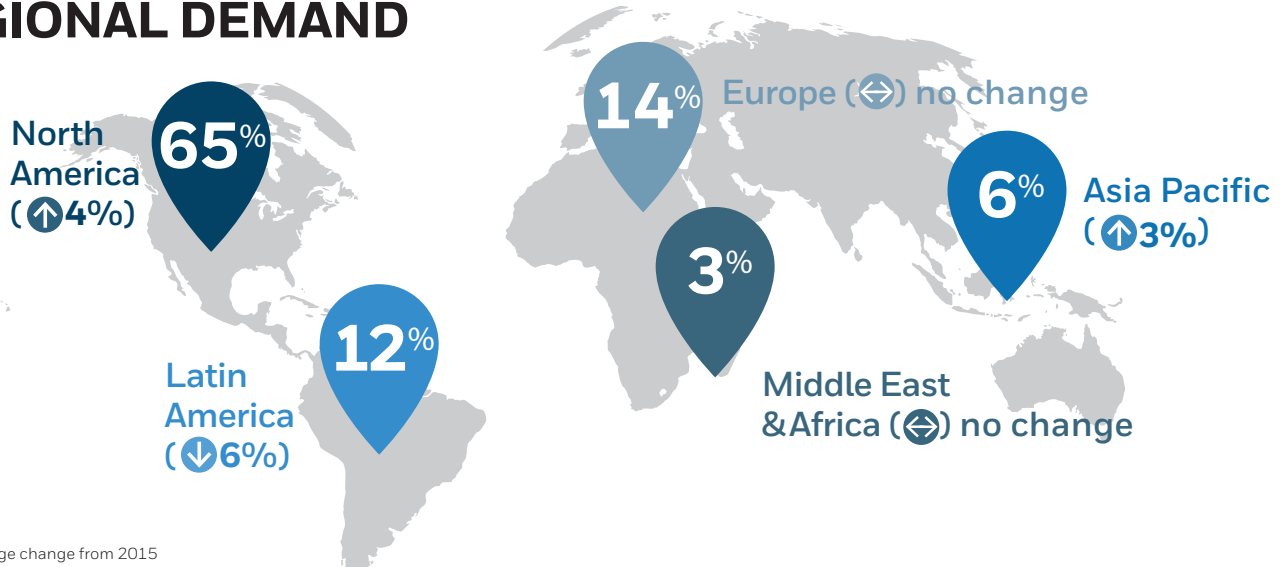 GIONAL DEMAND
North
America
(↑4%)
65%
14%
Europe (↔) no change
6%
Asia Pacific
(↑3%)
3%
Middle East
&Africa (↔) no change
12%
Latin
America
(↓6%)
ge change from 2015